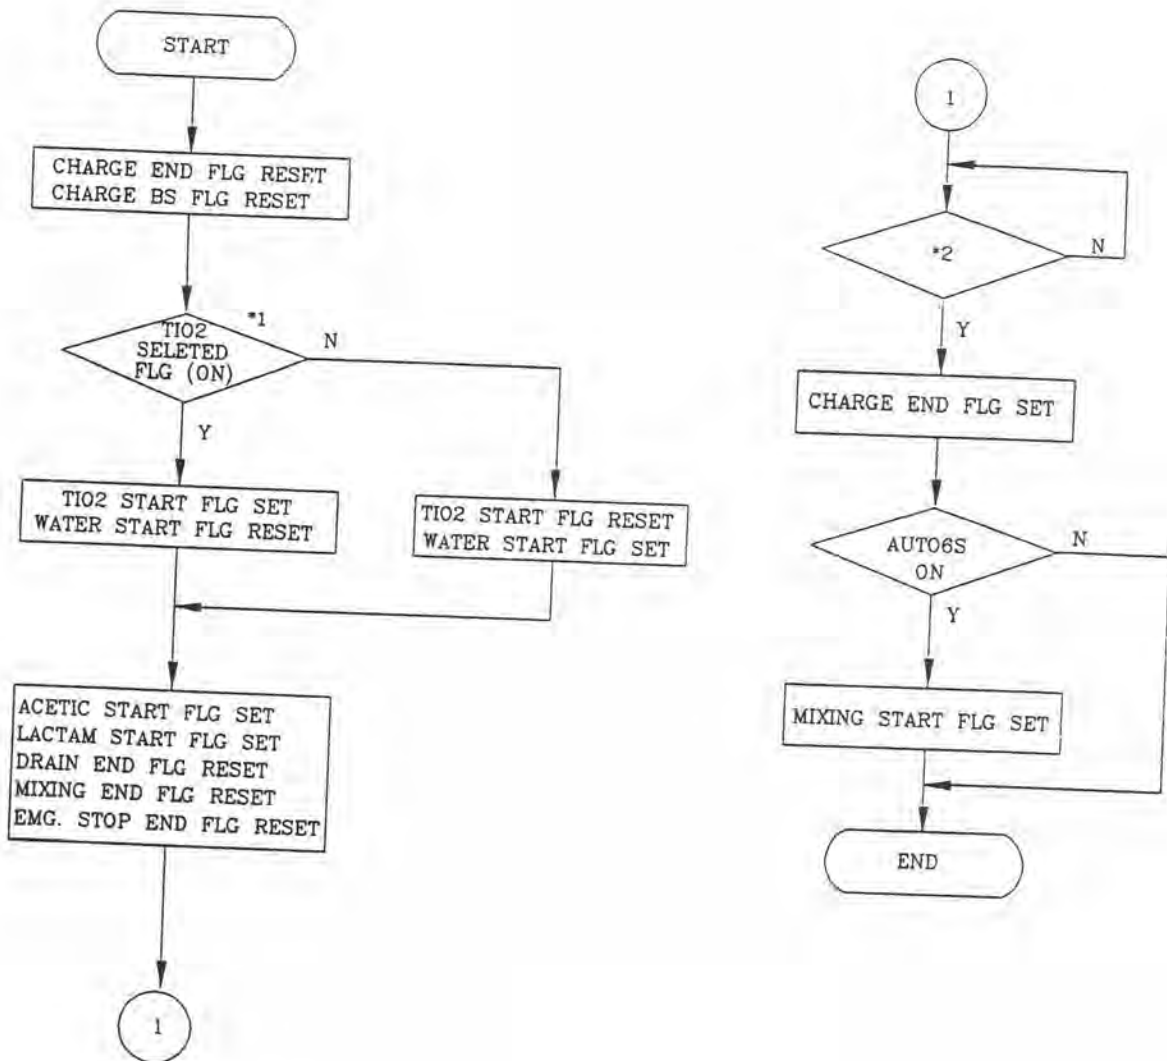 START
CHARGE END FLG RESFT
CHARGE BS FLG RESET
*1
TIO2
SELETED
FLG (ON)
N
Y
TIO2 START FLG SET
WATER START FLG RESET
TIO2 START FLG RESET
WATER START FLG SET
ACETIC START FLG SET
LACTAM START FLG SET
DRAIN END FLG RESET
MIXING END FLG RESET
EMG. STOP END FLG RESET
1
1
*2
N
Y
CHARGE END FLG SET
AUTO6S
ON
N
Y
MIXING START FLG SET
END